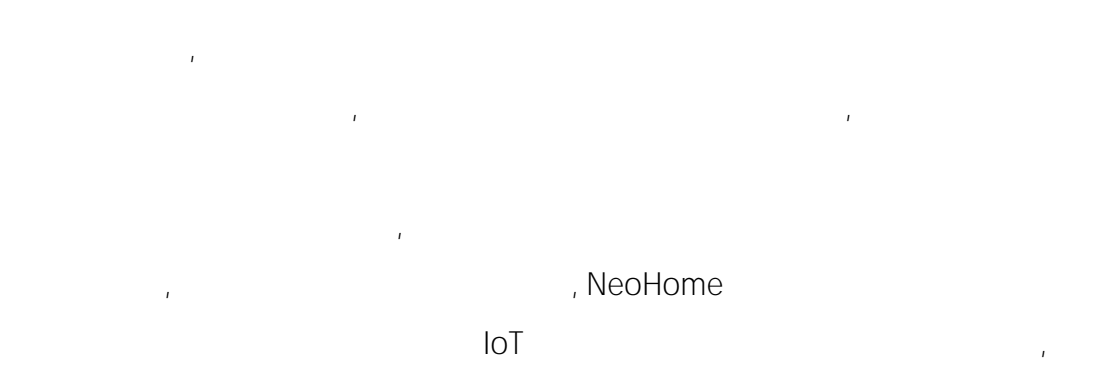 ,
, ,
,
, , NeoHome
IoT ,